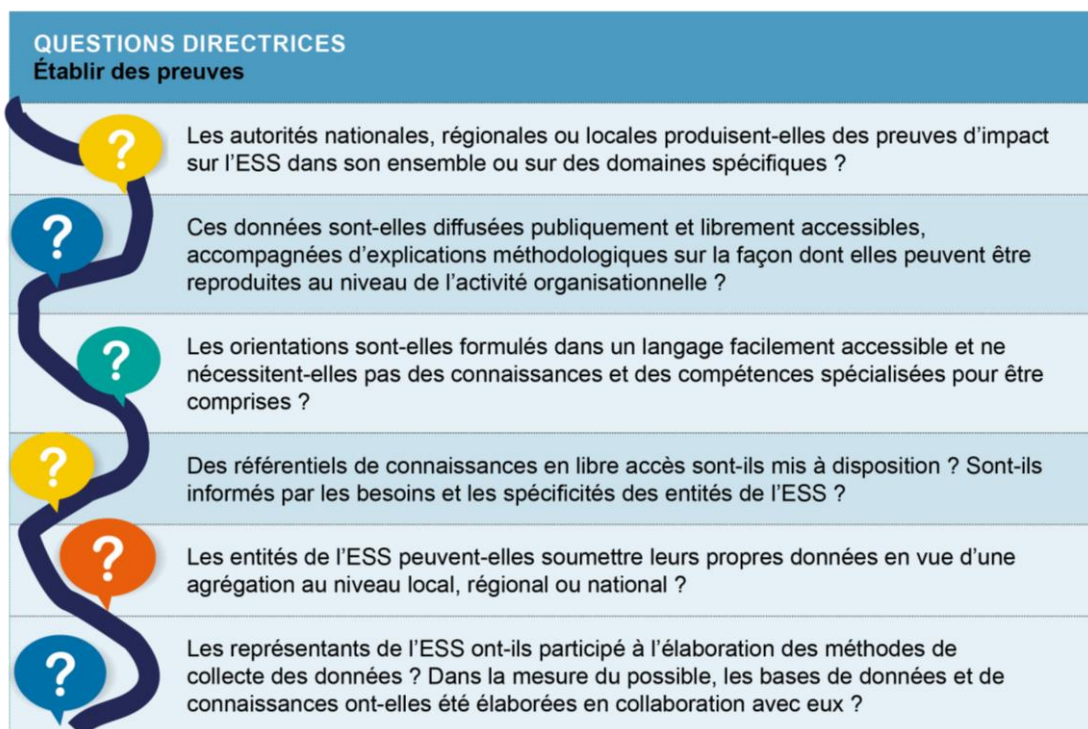 QUESTIONS DIRECTRICES
Établir des preuves
?
Les autorités nationales, régionales ou locales produisent-elles des preuves d’impact
sur l’ESS dans son ensemble ou sur des domaines spécifiques ?
?
Ces données sont-elles diffusées publiquement et librement accessibles,
accompagnées d’explications méthodologiques sur la façon dont elles peuvent être
reproduites au niveau de l’activité organisationnelle ?
?
Les orientations sont-elles formulés dans un langage facilement accessible et ne
nécessitent-elles pas des connaissances et des compétences spécialisées pour être
comprises ?
?
Des référentiels de connaissances en libre accès sont-ils mis à disposition ? Sont-ils
informés par les besoins et les spécificités des entités de l’ESS ?
?
Les entités de l’ESS peuvent-elles soumettre leurs propres données en vue d’une
agrégation au niveau local, régional ou national ?
?
Les représentants de l’ESS ont-ils participé à l’élaboration des méthodes de
collecte des données ? Dans la mesure du possible, les bases de données et de
connaissances ont-elles été élaborées en collaboration avec eux ?